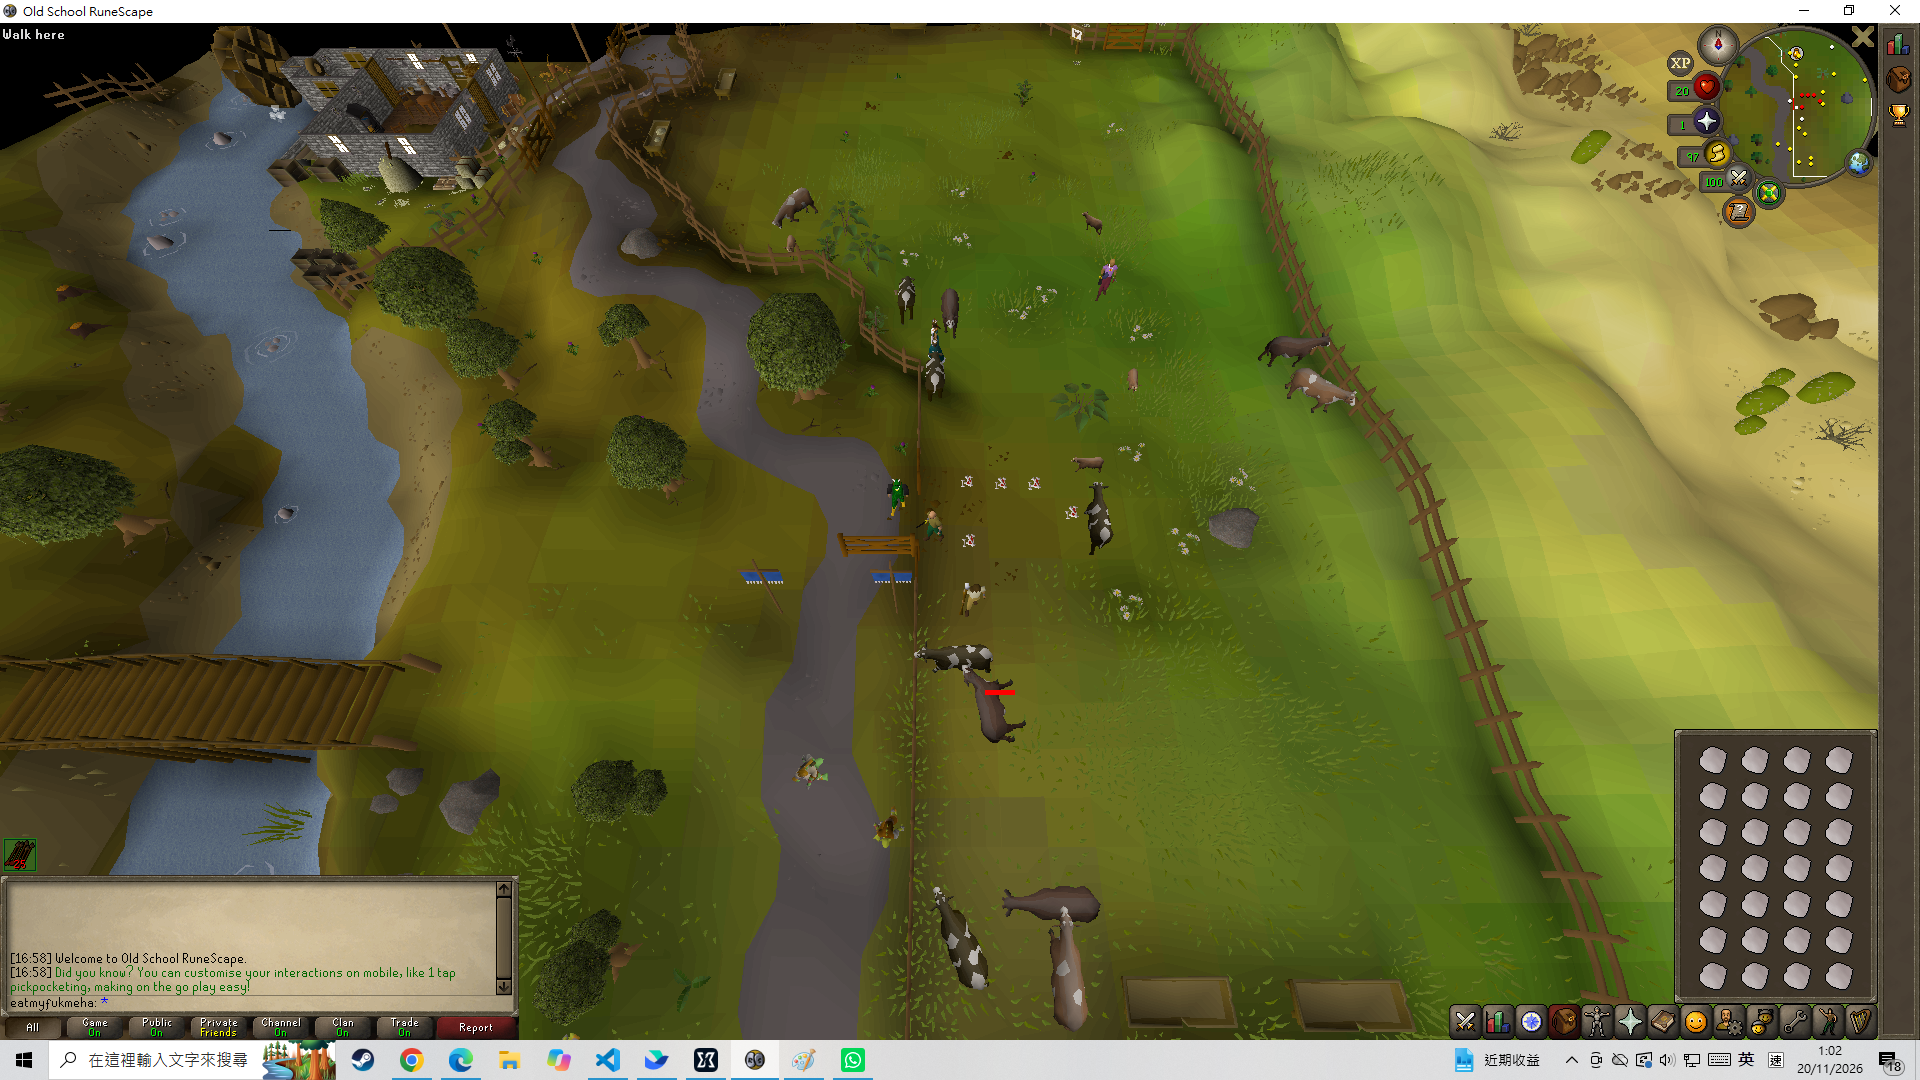 Old School RuneScape
Walk here
XP
20
1
97
100
25
[16:58] Welcome to Old School RuneScape.
[16:58] Did you know? You can customise your interactions on mobile, like 1 tap
pickpocketing, making on the go play easy!
eatmyfukmeha: *
All
Game
On
Public
On
Private
Friends
Channel
On
Clan
On
Trade
On
Report
在這裡輸入文字來搜尋
近期收益
英
速
1:02
20/11/2026
18